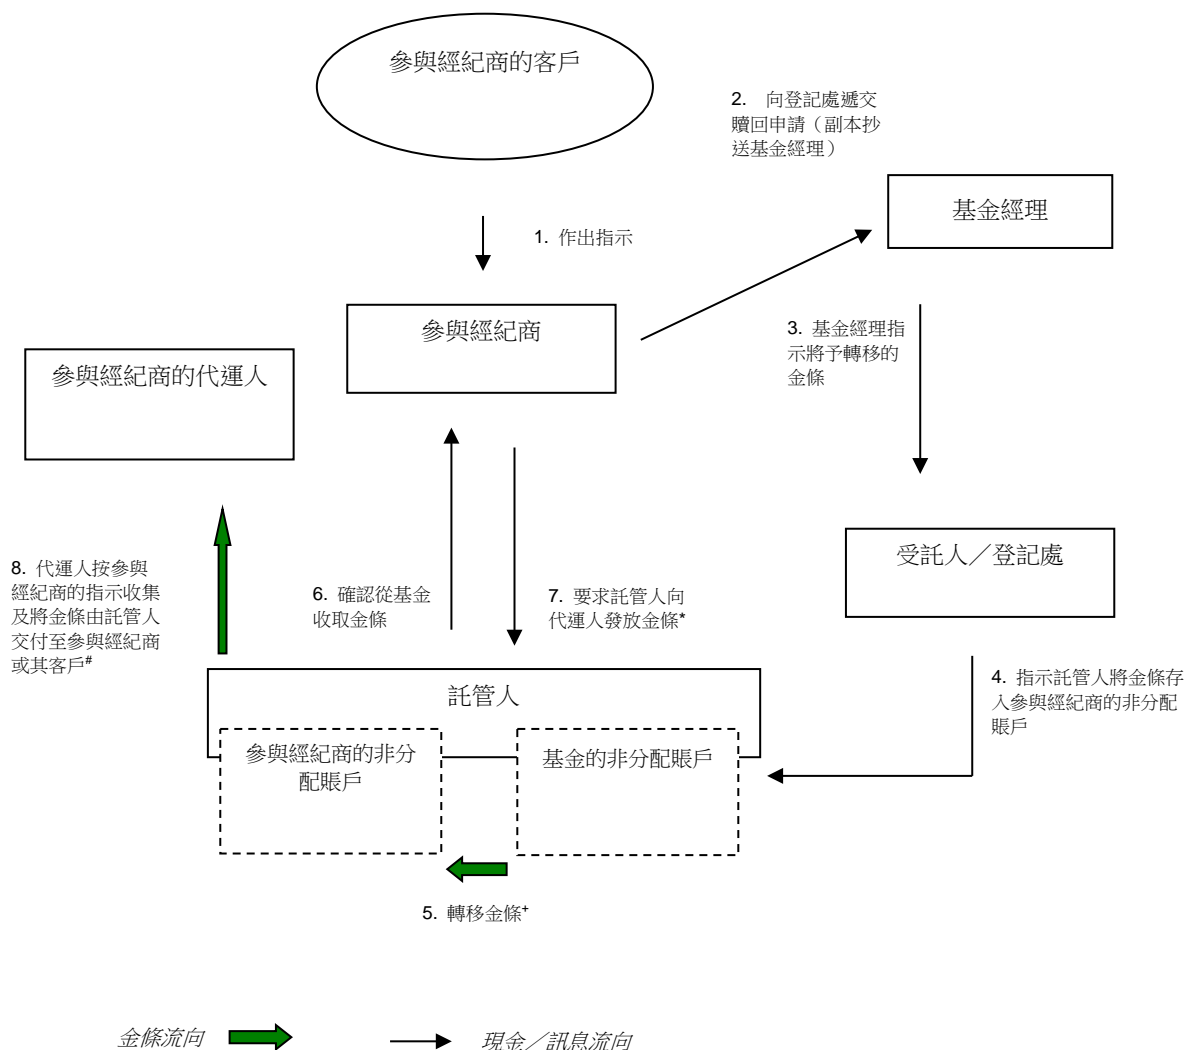 參與經紀商的客戶
2. 向登記處遞交
贖回申請（副本抄
送基金經理）
基金經理
1. 作出指示
參與經紀商
3. 基金經理指
示將予轉移的
金條
參與經紀商的代運人
受託人／登記處
8. 代運人按參與
經紀商的指示收集
及將金條由託管人
交付至參與經紀商
或其客戶#
6. 確認從基金
收取金條
7. 要求託管人向
代運人發放金條*
4. 指示託管人將金條存
入參與經紀商的非分配
賬戶
託管人
參與經紀商的非分
配賬戶
基金的非分配賬戶
5. 轉移金條+
金條流向
現金／訊息流向